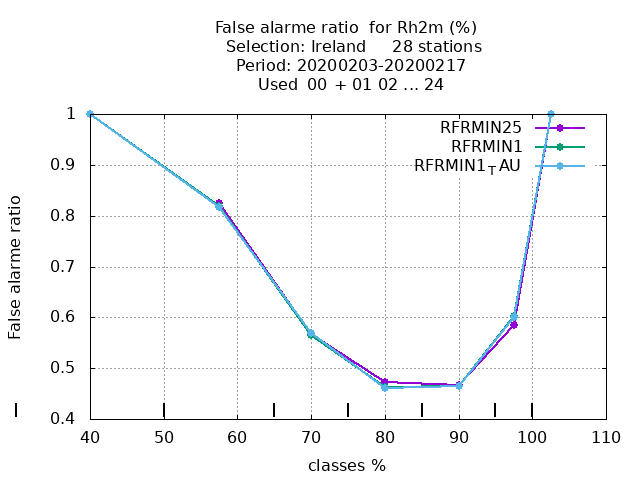 False alarme ratio  for Rh2m (%)
Selection: Ireland     28 stations
Period: 20200203-20200217
Used  00  + 01 02 ... 24
RFRMIN25
RFRMIN1
RFRMIN1TAU
1
0.9
0.8
0.7
0.6
0.5
0.4
False alarme ratio
40 50 60 70 80 90 100 110
classes %